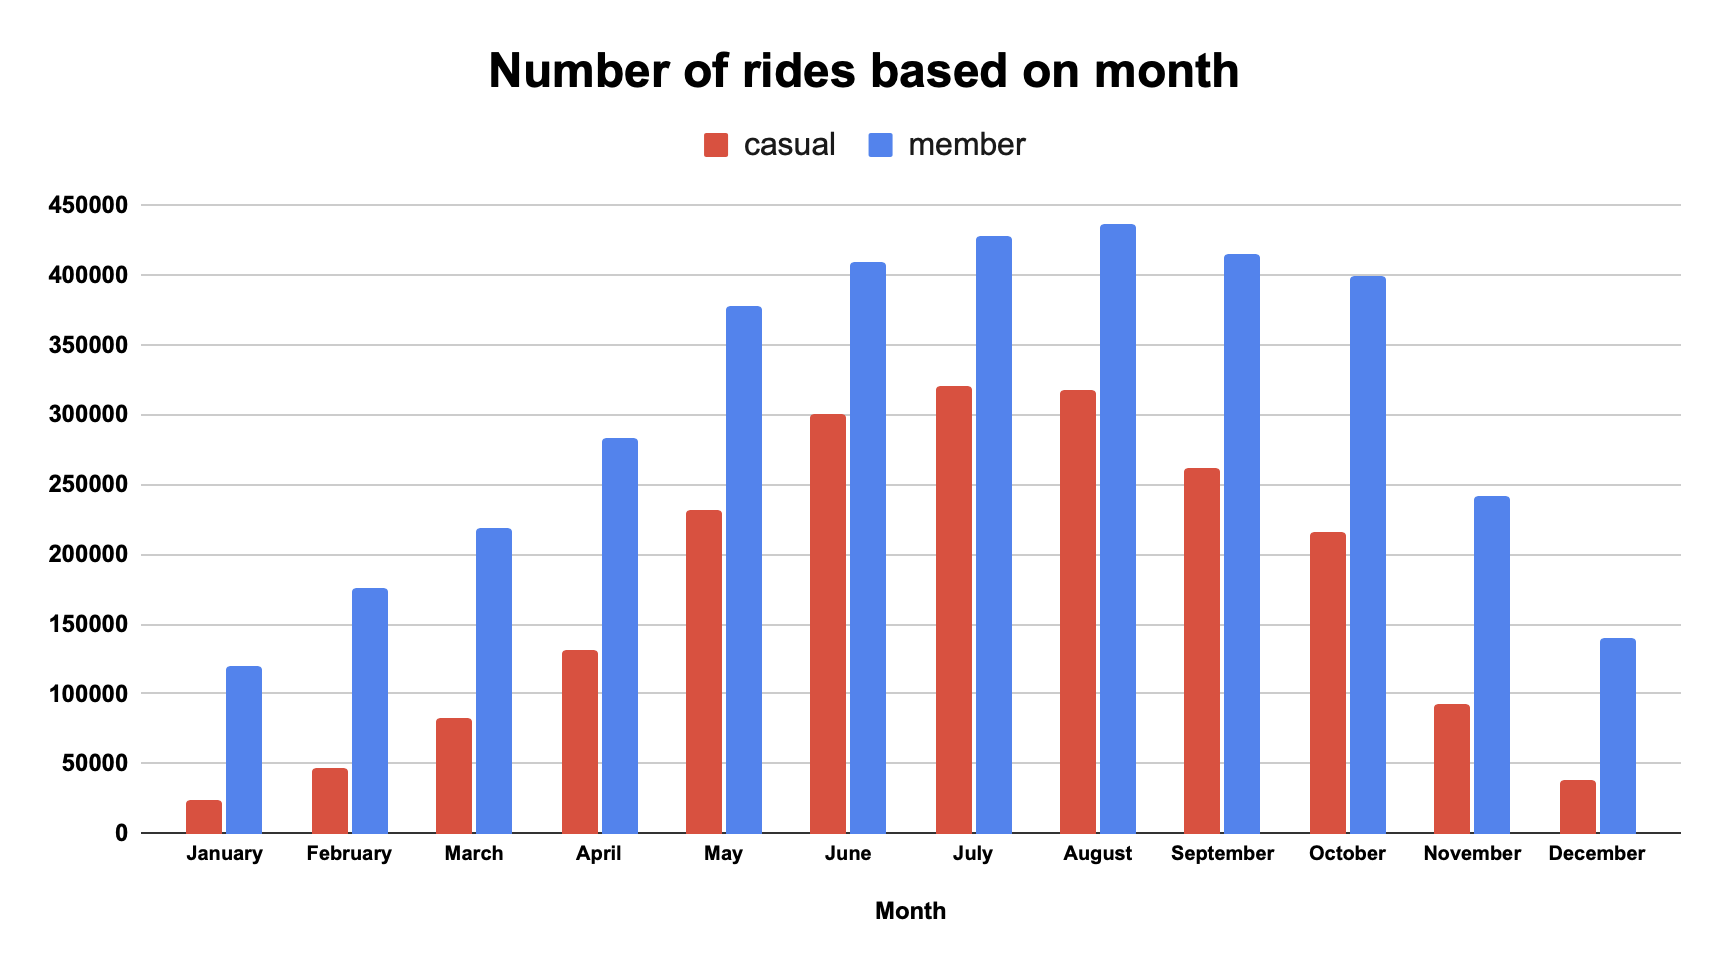 Number of rides based on month
casual member
450000
400000
350000
300000
250000
200000
150000
100000
50000
0
January February March April May June July August September October November December
Month